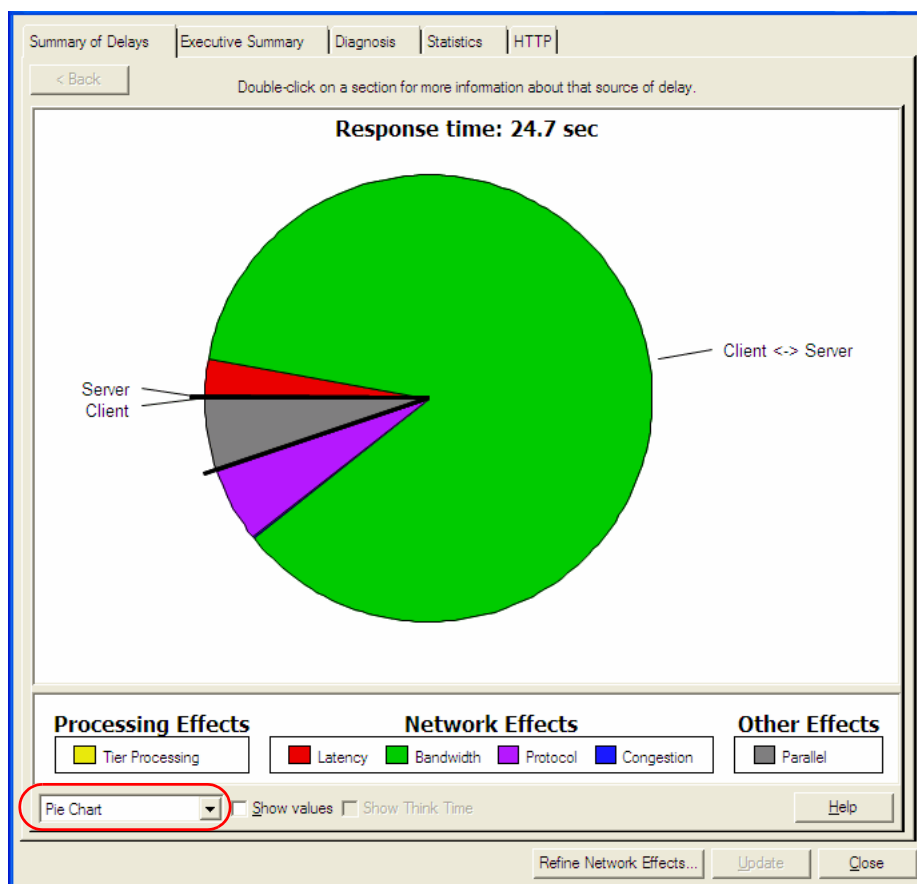 Summary of Delays Executive Summary Diagnosis Statistics HTTP
< Back
Double-click on a section for more information about that source of delay.
Response time: 24.7 sec
Client <-> Server
Server
Client
Processing Effects Network Effects Other Effects
Tier Processing Latency Bandwidth Protocol Congestion Parallel
Pie Chart Show values Show Think Time Help
Refine Network Effects... Update Close